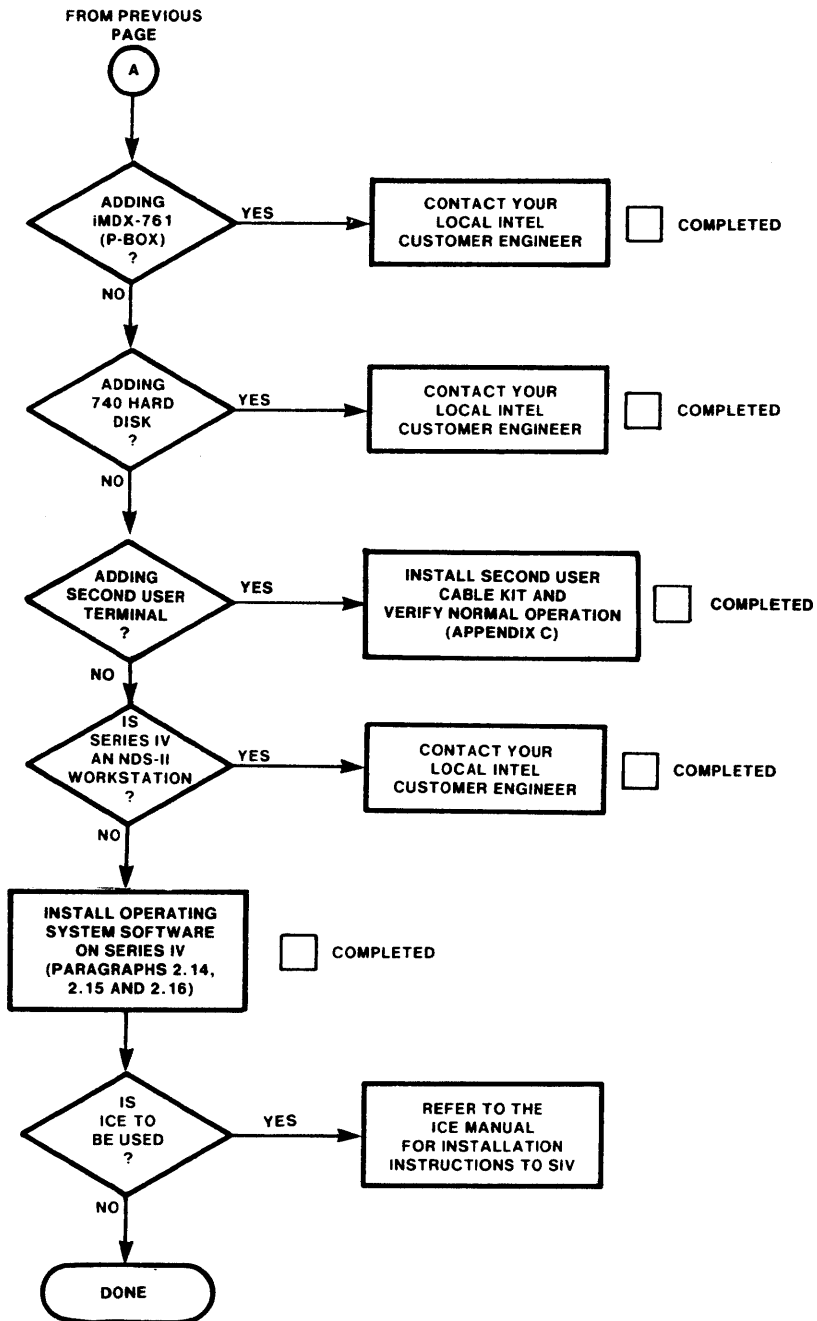 FROM PREVIOUS
PAGE
A
ADDING
iMDX-761
(P-BOX)
?
YES
CONTACT YOUR
LOCAL INTEL
CUSTOMER ENGINEER
COMPLETED
NO
ADDING
740 HARD
DISK
?
YES
CONTACT YOUR
LOCAL INTEL
CUSTOMER ENGINEER
COMPLETED
NO
ADDING
SECOND USER
TERMINAL
?
YES
INSTALL SECOND USER
CABLE KIT AND
VERIFY NORMAL OPERATION
(APPENDIX C)
COMPLETED
NO
IS
SERIES IV
AN NDS-II
WORKSTATION
?
YES
CONTACT YOUR
LOCAL INTEL
CUSTOMER ENGINEER
COMPLETED
NO
INSTALL OPERATING
SYSTEM SOFTWARE
ON SERIES IV
(PARAGRAPHS 2.14,
2.15 AND 2.16)
COMPLETED
IS
ICE TO
BE USED
?
YES
REFER TO THE
ICE MANUAL
FOR INSTALLATION
INSTRUCTIONS TO SIV
NO
DONE